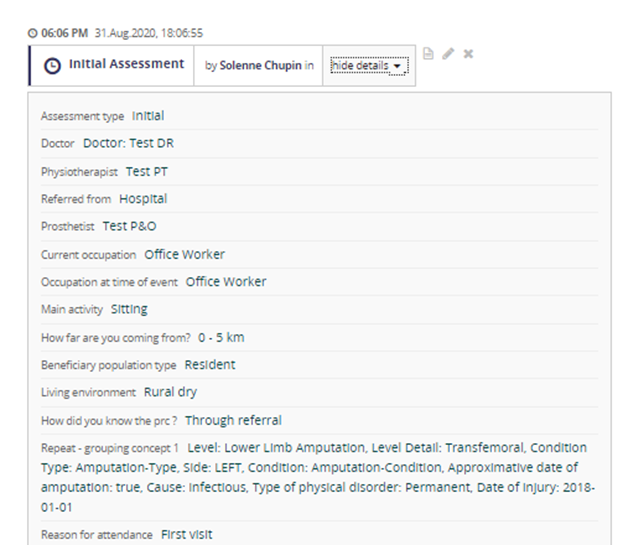 06:06 PM 31.Aug.2020, 18:06:55
Initial Assessment by Solenne Chupin in hide details
Assessment type Initial
Doctor Doctor: Test DR
Physiotherapist Test PT
Referred from Hospital
Prosthetist Test P&O
Current occupation Office Worker
Occupation at time of event Office Worker
Main activity Sitting
How far are you coming from? 0 - 5 km
Beneficiary population type Resident
Living environment Rural dry
How did you know the prc ? Through referral
Repeat - grouping concept 1 Level: Lower Limb Amputation, Level Detail: Transfemoral, Condition
Type: Amputation-Type, Side: LEFT, Condition: Amputation-Condition, Approximative date of
amputation: true, Cause: Infectious, Type of physical disorder: Permanent, Date of Injury: 2018-
01-01
Reason for attendance First visit